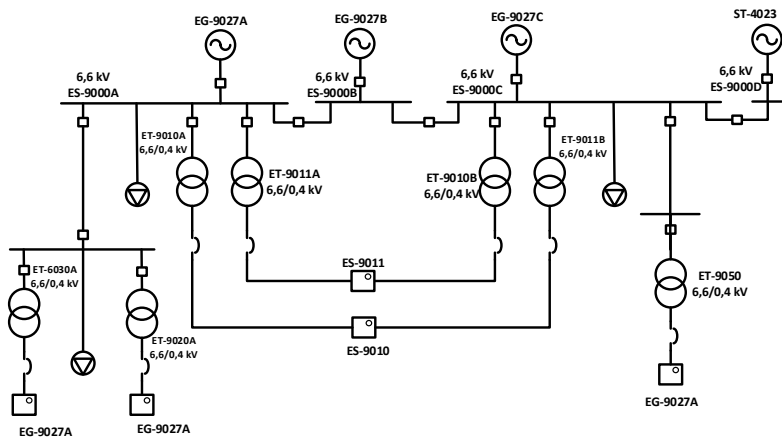 EG-9027A
EG-9027B
EG-9027C
ST-4023
6,6 kV
ES-9000A
6,6 kV
ES-9000B
6,6 kV
ES-9000C
6,6 kV
ES-9000D
ET-9010A
6,6/0,4 kV
ET-9011A
6,6/0,4 kV
ET-9010B
6,6/0,4 kV
ET-9011B
6,6/0,4 kV
ES-9011
ET-6030A
6,6/0,4 kV
ET-9050
6,6/0,4 kV
ET-9020A
6,6/0,4 kV
ES-9010
EG-9027A
EG-9027A
EG-9027A